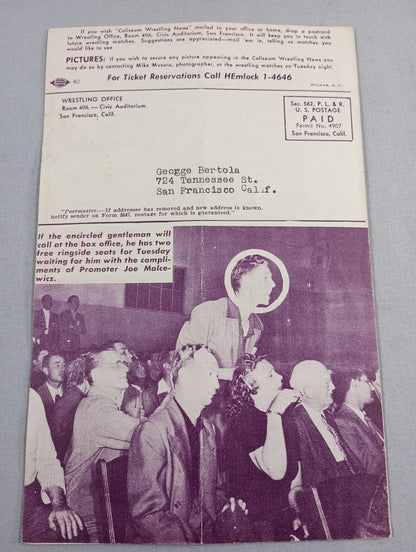 If you wish "Coliseum Wrestling News" mailed to your office or home, drop a postcard
to Wrestling Office, Room 406, Civic Auditorium, San Francisco. It will keep you in touch with
future wrestling matches. Suggestions are appreciated—mail 'em in, telling us matches you
would like to see
PICTURES: If you wish to secure any picture appearing in the Coliseum Wrestling News you
may do so by contacting Mike Musura, photographer, at the wrestling matches on Tuesday night.
For Ticket Reservations Call HEmlock 1-4646
40
WRESTLING OFFICE
Room 406, — Civic Auditorium
San Francisco, Calif.
Sec. 562, P. L. & R.
U. S. POSTAGE
PAID
Permit No. 4907
San Francisco, Calif.
George Bertola
724 Tennessee St.
San Francisco Calif.
"Postmaster,—If addressee has removed and new address is known,
notify sender on Form 3547, postage for which is guaranteed."
If the encircled gentleman will
call at the box office, he has two
free ringside seats for Tuesday
waiting for him with the compli-
ments of Promoter Joe Malce-
wicz.